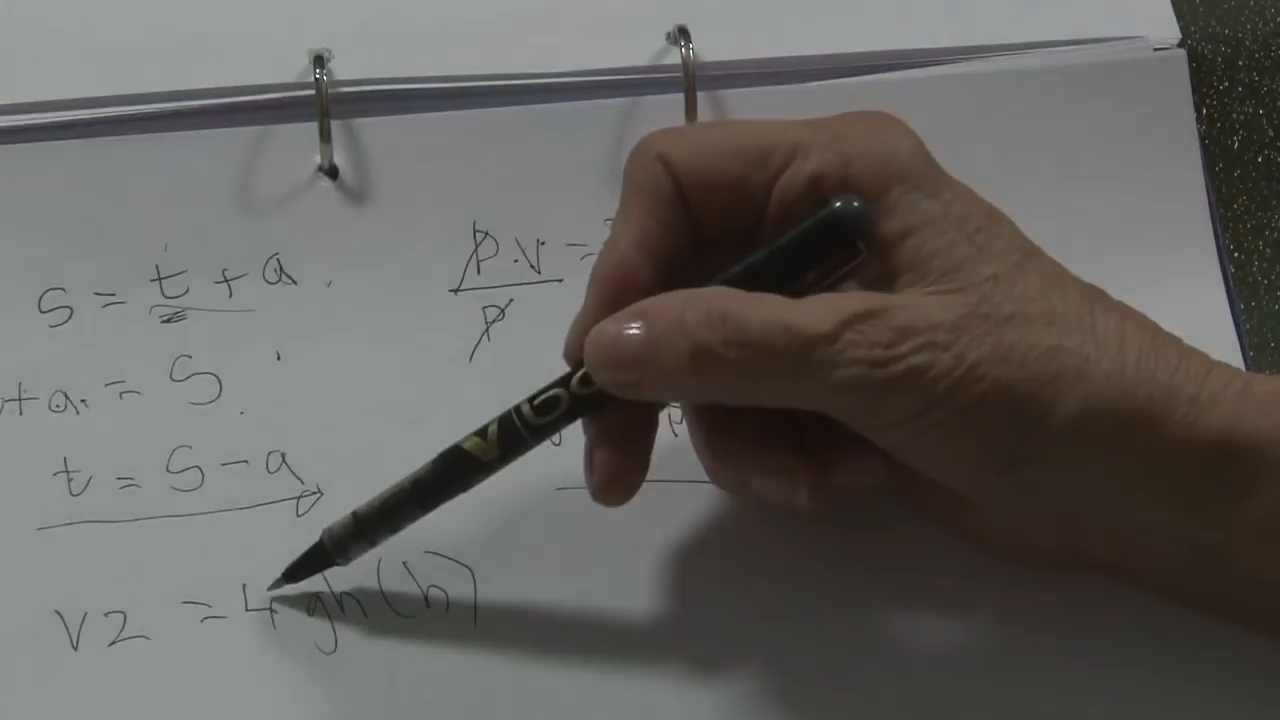 s = t + a.
p.v =
p
+a. = S
t = S - a
v2 = 4gh(h)
V